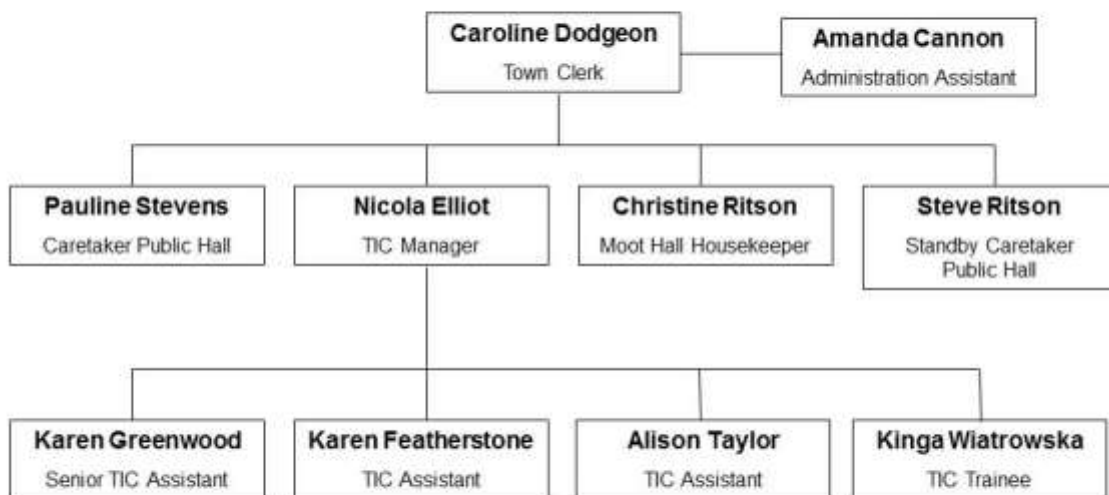 Caroline Dodgeon
Town Clerk
Amanda Cannon
Administration Assistant
Pauline Stevens
Caretaker Public Hall
Nicola Elliot
TIC Manager
Christine Ritson
Moot Hall Housekeeper
Steve Ritson
Standby Caretaker
Public Hall
Karen Greenwood
Senior TIC Assistant
Karen Featherstone
TIC Assistant
Alison Taylor
TIC Assistant
Kinga Wiatrowska
TIC Trainee